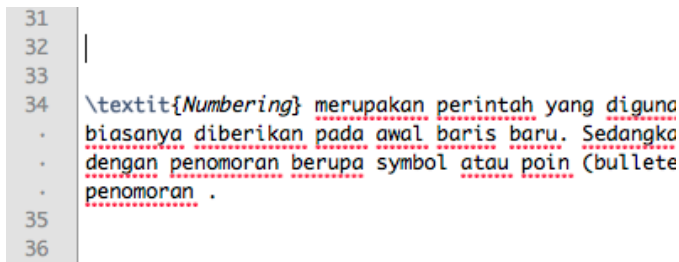 31
32
33
34 \textit{Numbering} merupakan perintah yang diguna
biasanya diberikan pada awal baris baru. Sedangka
dengan penomoran berupa symbol atau poin (bullete
penomoran .
35
36